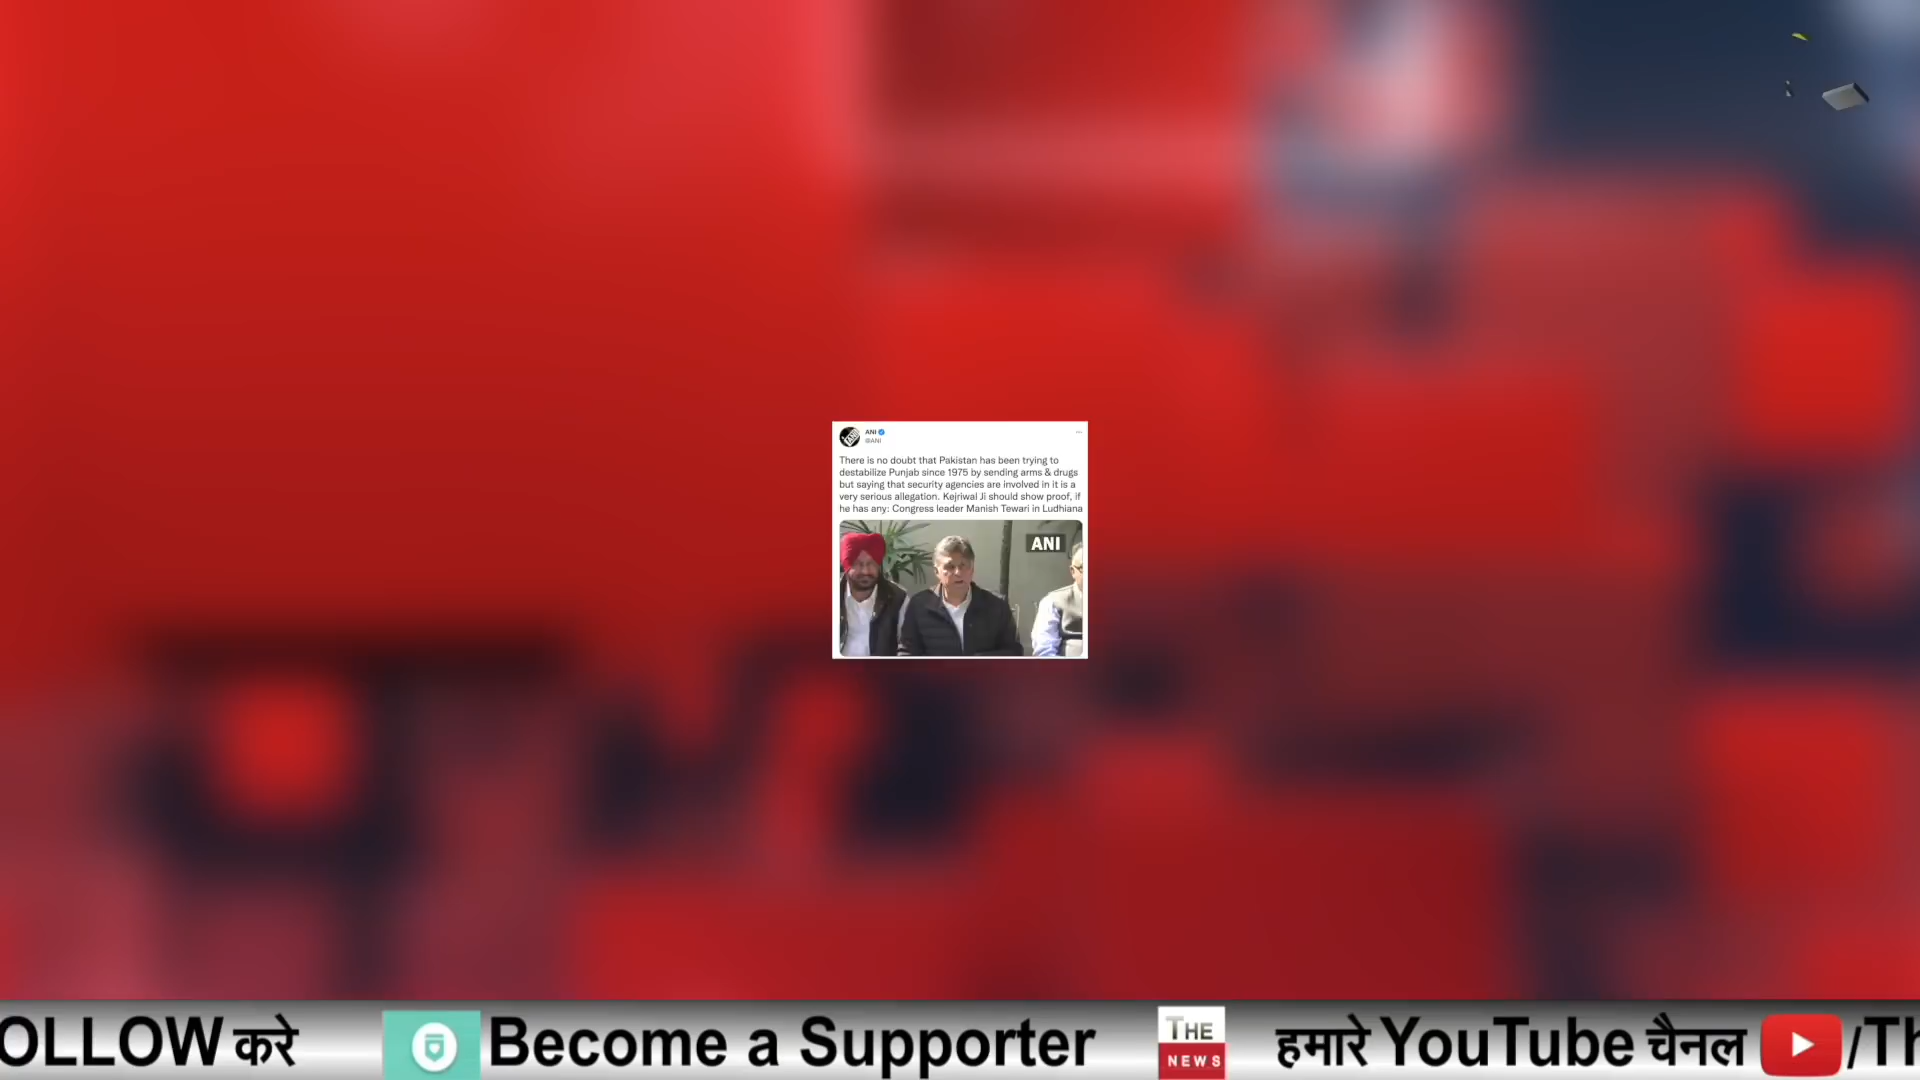 ANI
@ANI
There is no doubt that Pakistan has been trying to
destabilize Punjab since 1975 by sending arms & drugs
but saying that security agencies are involved in it is a
very serious allegation. Kejriwal Ji should show proof, if
he has any: Congress leader Manish Tewari in Ludhiana
ANI
OLLOW करे Become a Supporter THE NEWS हमारे YouTube चैनल /Th